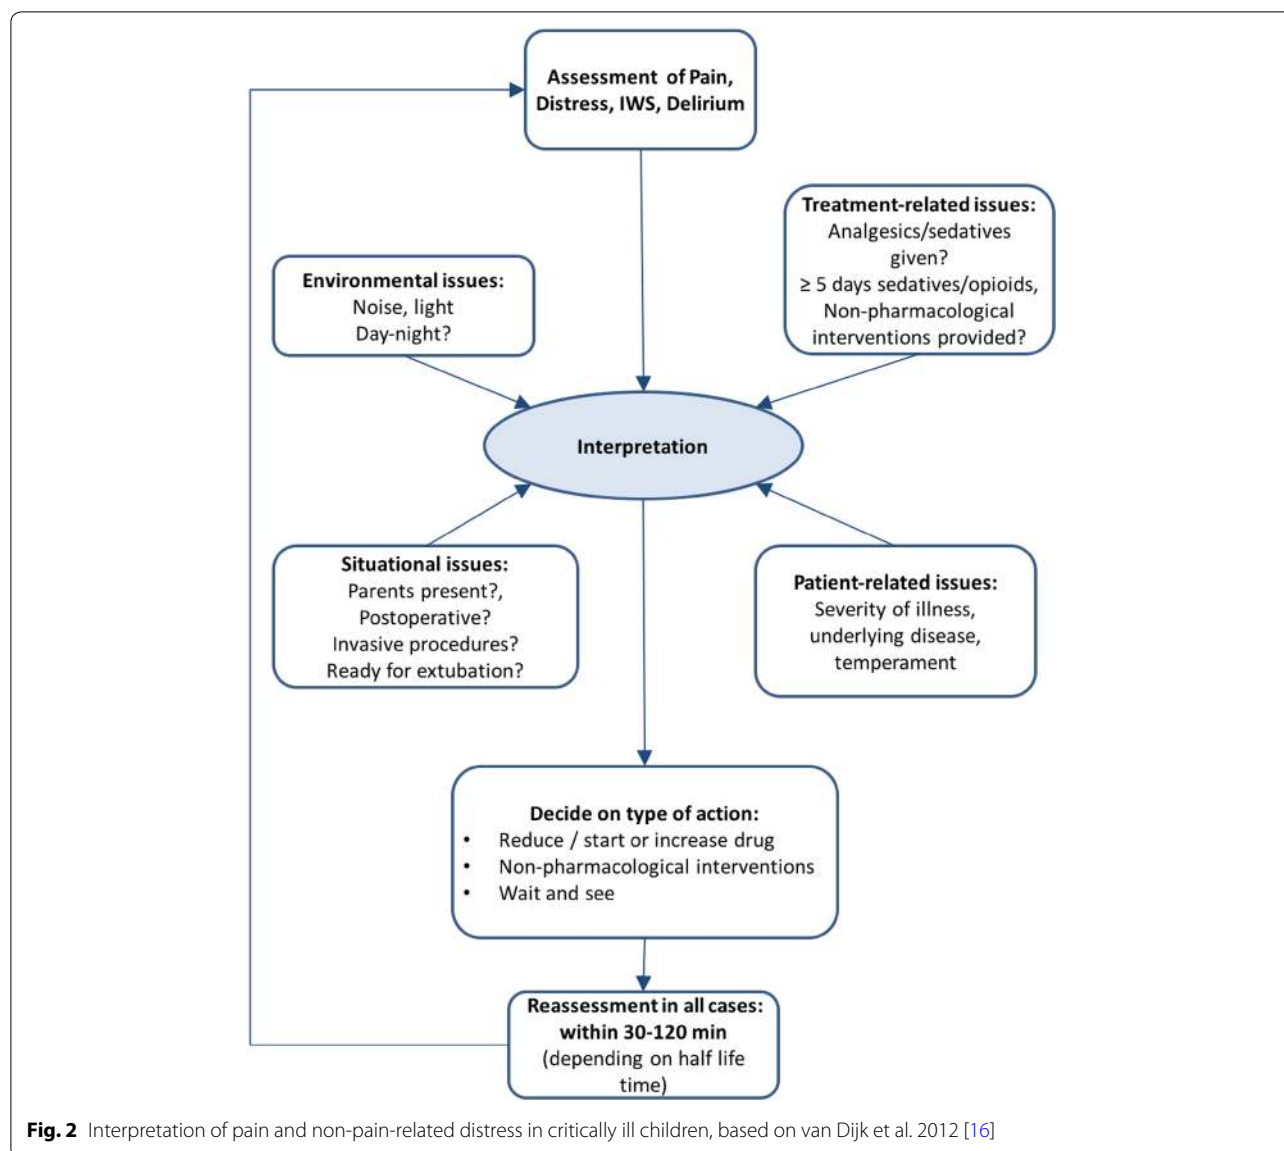 Assessment of Pain,
Distress, IWS, Delirium
Treatment-related issues:
Analgesics/sedatives
given?
≥ 5 days sedatives/opioids,
Non-pharmacological
interventions provided?
Environmental issues:
Noise, light
Day-night?
Interpretation
Situational issues:
Parents present?,
Postoperative?
Invasive procedures?
Ready for extubation?
Patient-related issues:
Severity of illness,
underlying disease,
temperament
Decide on type of action:
• Reduce / start or increase drug
• Non-pharmacological interventions
• Wait and see
Reassessment in all cases:
within 30-120 min
(depending on half life
time)
Fig. 2 Interpretation of pain and non-pain-related distress in critically ill children, based on van Dijk et al. 2012 [16]